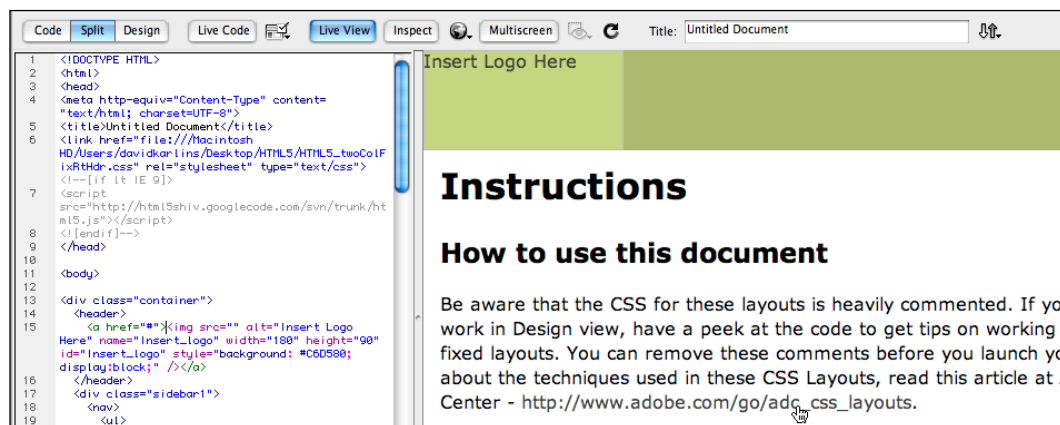 Code Split Design Live Code Live View Inspect Multiscreen Title: Untitled Document
1 <!DOCTYPE HTML>
2 <html>
3 <head>
4 <meta http-equiv="Content-Type" content=
"text/html; charset=UTF-8">
5 <title>Untitled Document</title>
6 <link href="file:///Macintosh
HD/Users/davidkarlins/Desktop/HTML5/HTML5_twoColF
ixRtHdr.css" rel="stylesheet" type="text/css">
<!--[if lt IE 9]>
7 <script
src="http://html5shiv.googlecode.com/svn/trunk/ht
ml5.js"></script>
8 <![endif]-->
9 </head>
10
11 <body>
12
13 <div class="container">
14 <header>
15 <a href="#"><img src="" alt="Insert Logo
Here" name="Insert_logo" width="180" height="90"
id="Insert_logo" style="background: #C6D580;
display:block;" /></a>
16 </header>
17 <div class="sidebar1">
18 <nav>
19 <ul>
Insert Logo Here
Instructions
How to use this document
Be aware that the CSS for these layouts is heavily commented. If yo
work in Design view, have a peek at the code to get tips on working
fixed layouts. You can remove these comments before you launch yo
about the techniques used in these CSS Layouts, read this article at
Center - http://www.adobe.com/go/adc_css_layouts.